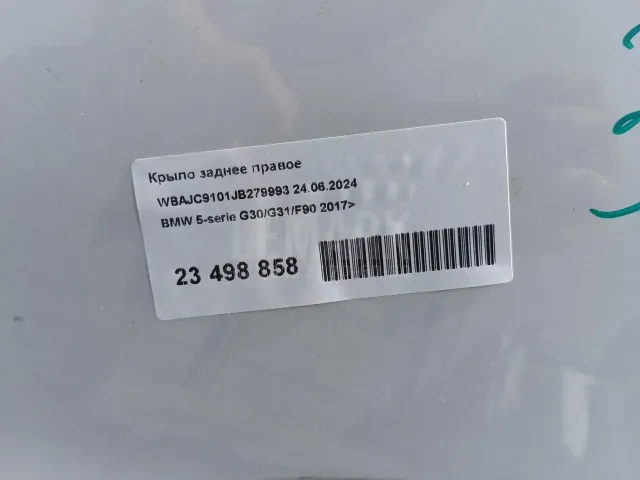 Крыло заднее правое
WBAJC9101JB279993 24.06.2024
BMW 5-serie G30/G31/F90 2017>
23 498 858